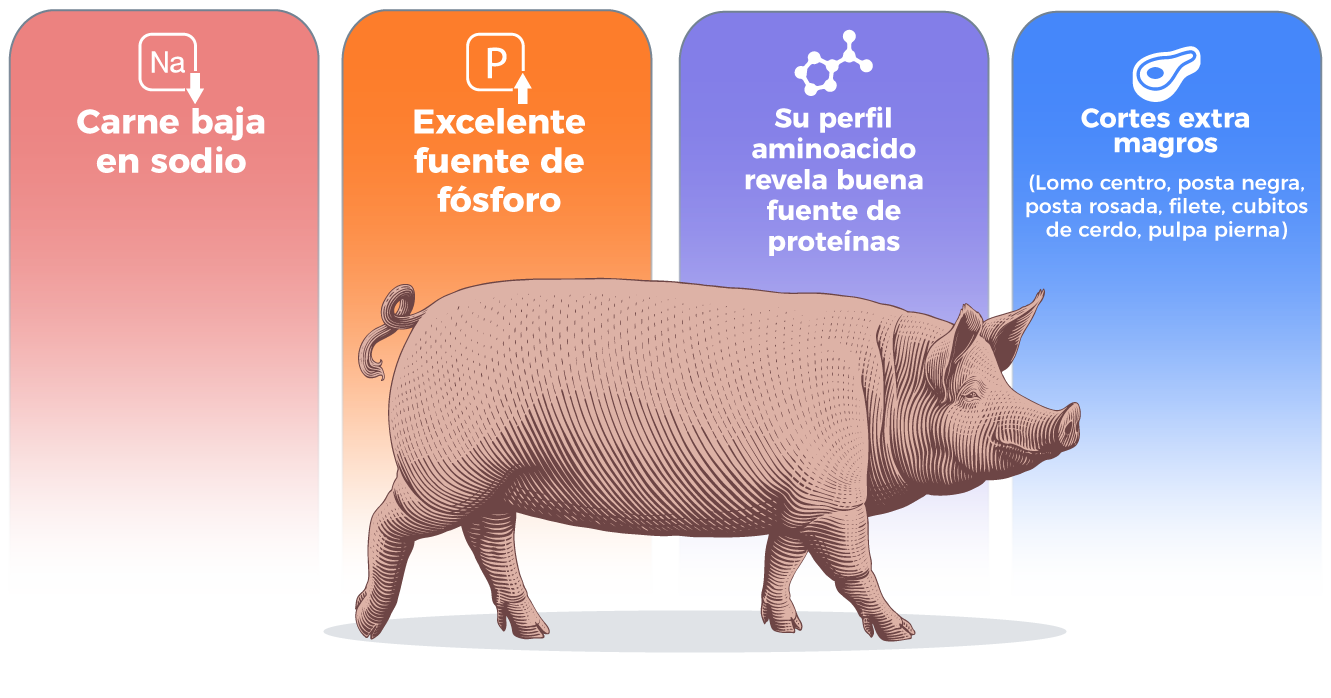 Na
Carne baja
en sodio
P
Excelente
fuente de
fósforo
Su perfil
aminoacido
revela buena
fuente de
proteínas
Cortes extra
magros
(Lomo centro, posta negra,
posta rosada, filete, cubitos
de cerdo, pulpa pierna)